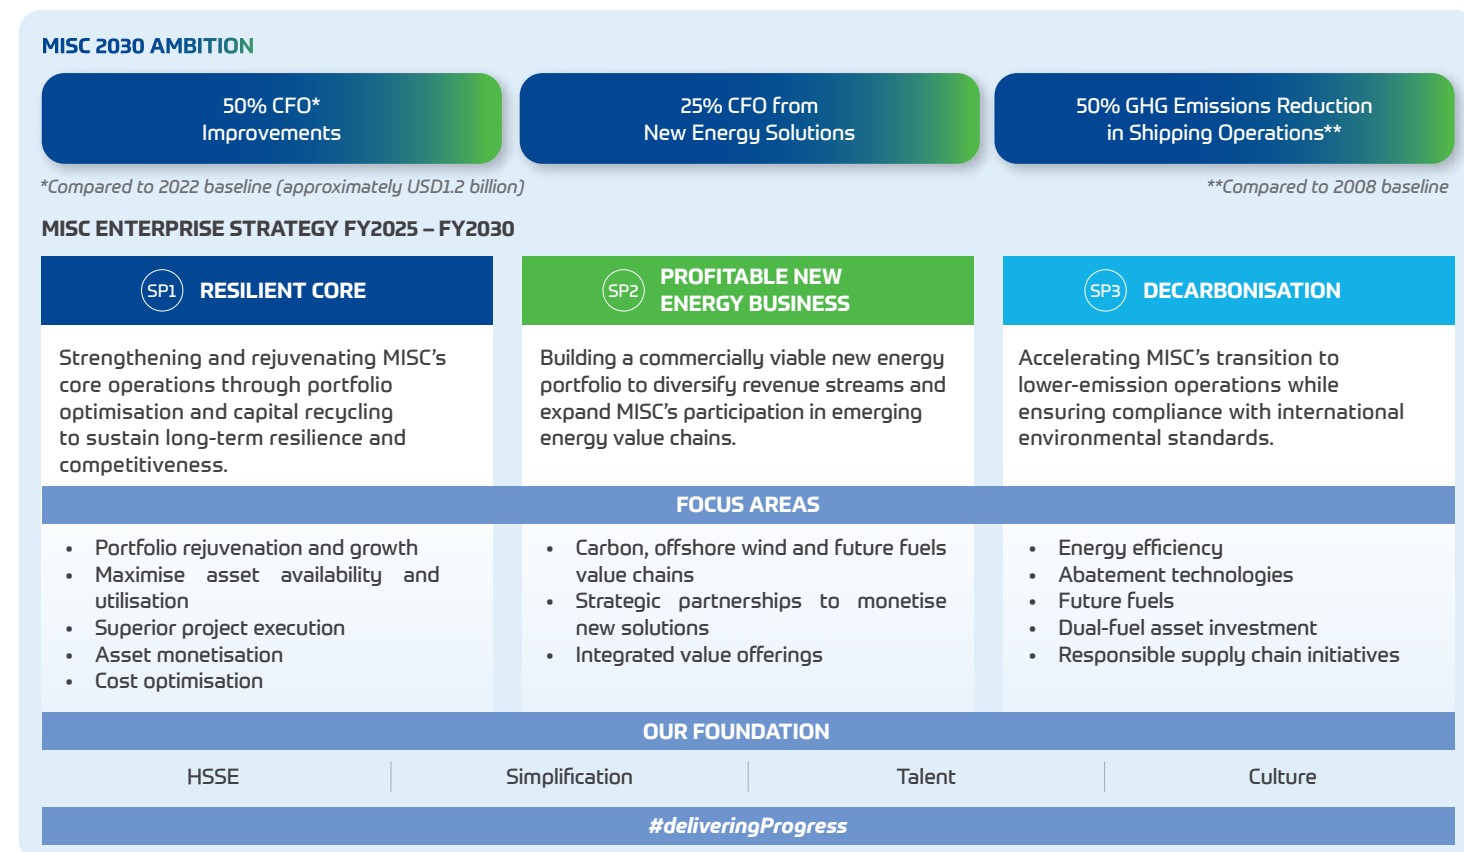 MISC 2030 AMBITION
50% CFO*
Improvements
25% CFO from
New Energy Solutions
50% GHG Emissions Reduction
in Shipping Operations**
*Compared to 2022 baseline (approximately USD1.2 billion)
**Compared to 2008 baseline
MISC ENTERPRISE STRATEGY FY2025 – FY2030
SP1 RESILIENT CORE
Strengthening and rejuvenating MISC’s
core operations through portfolio
optimisation and capital recycling
to sustain long-term resilience and
competitiveness.
SP2 PROFITABLE NEW
ENERGY BUSINESS
Building a commercially viable new energy
portfolio to diversify revenue streams and
expand MISC’s participation in emerging
energy value chains.
SP3 DECARBONISATION
Accelerating MISC’s transition to
lower-emission operations while
ensuring compliance with international
environmental standards.
FOCUS AREAS
• Portfolio rejuvenation and growth
• Maximise asset availability and
utilisation
• Superior project execution
• Asset monetisation
• Cost optimisation
• Carbon, offshore wind and future fuels
value chains
• Strategic partnerships to monetise
new solutions
• Integrated value offerings
• Energy efficiency
• Abatement technologies
• Future fuels
• Dual-fuel asset investment
• Responsible supply chain initiatives
OUR FOUNDATION
HSSE
Simplification
Talent
Culture
#deliveringProgress